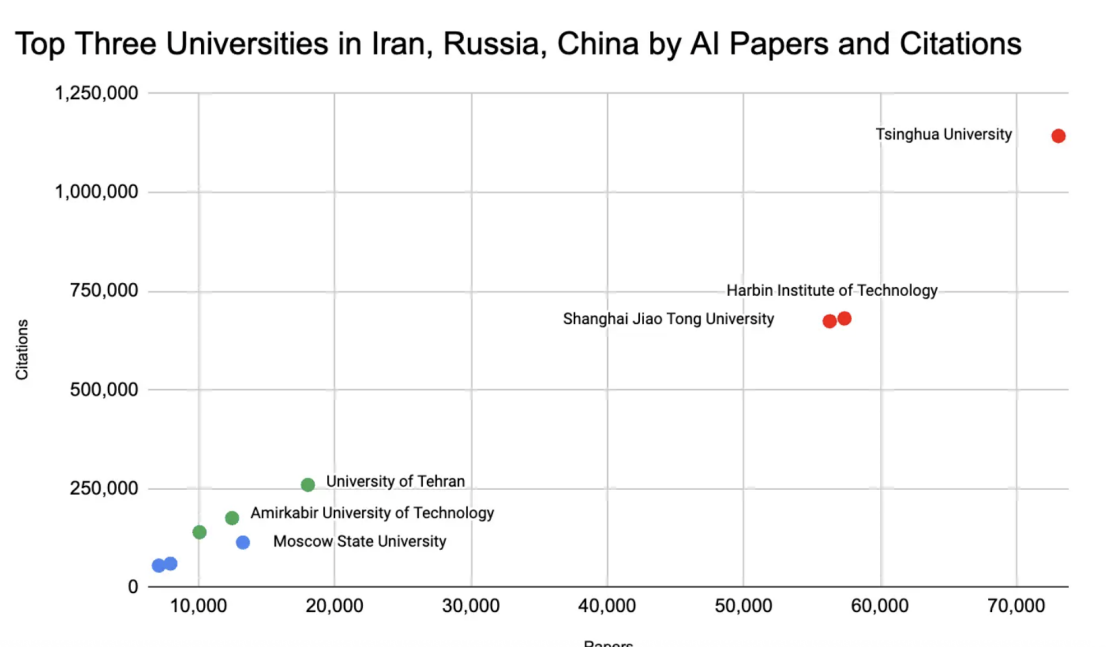 Top Three Universities in Iran, Russia, China by AI Papers and Citations
1,250,000
Tsinghua University
1,000,000
750,000
Harbin Institute of Technology
Shanghai Jiao Tong University
Citations
500,000
250,000
University of Tehran
Amirkabir University of Technology
Moscow State University
0
10,000 20,000 30,000 40,000 50,000 60,000 70,000
Papers